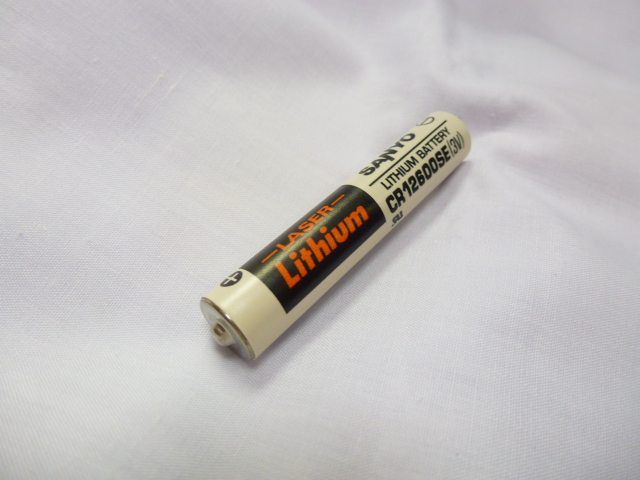 SANYO
LITHIUM BATTERY
CR12600SE(3V)
— LASER —
Lithium
+